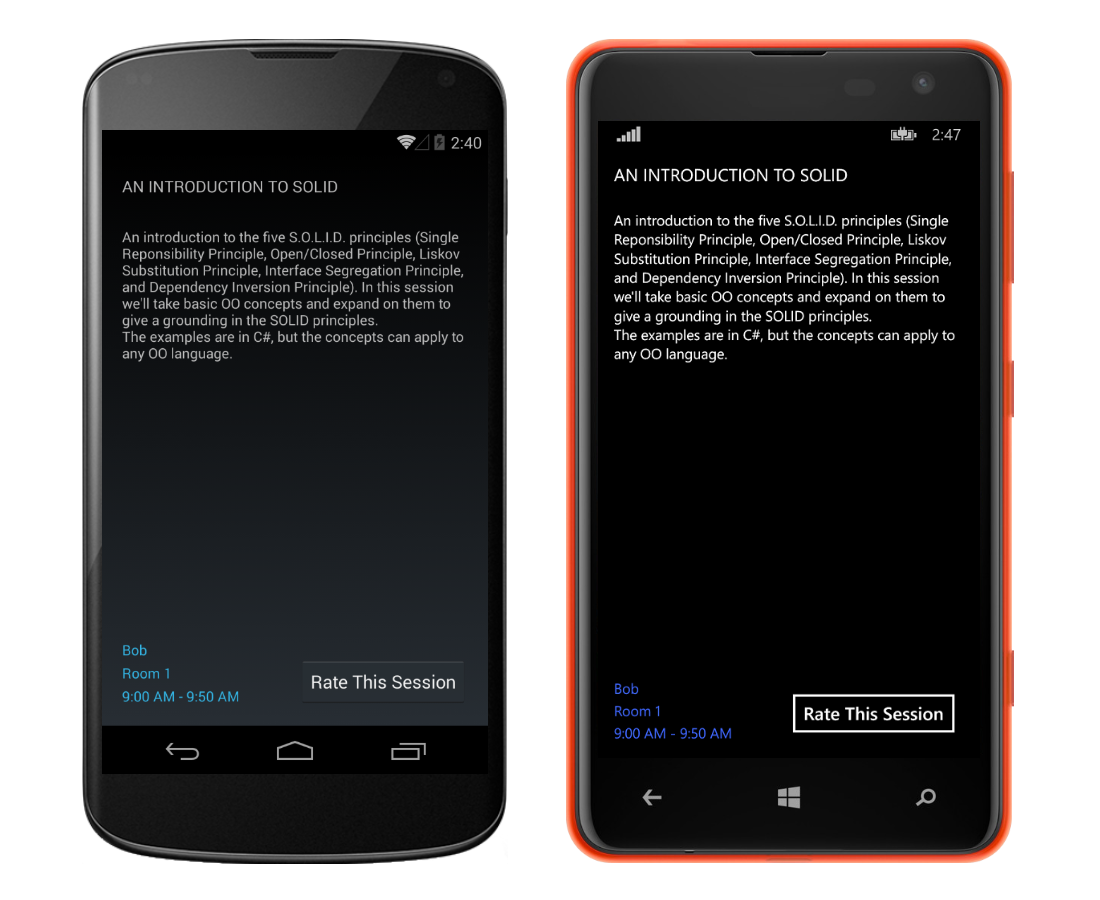 2:40
AN INTRODUCTION TO SOLID
An introduction to the five S.O.L.I.D. principles (Single
Reponsibility Principle, Open/Closed Principle, Liskov
Substitution Principle, Interface Segregation Principle,
and Dependency Inversion Principle). In this session
we'll take basic OO concepts and expand on them to
give a grounding in the SOLID principles.
The examples are in C#, but the concepts can apply to
any OO language.
Bob
Room 1
9:00 AM - 9:50 AM
Rate This Session
2:47
AN INTRODUCTION TO SOLID
An introduction to the five S.O.L.I.D. principles (Single
Reponsibility Principle, Open/Closed Principle, Liskov
Substitution Principle, Interface Segregation Principle,
and Dependency Inversion Principle). In this session
we'll take basic OO concepts and expand on them to
give a grounding in the SOLID principles.
The examples are in C#, but the concepts can apply to
any OO language.
Bob
Room 1
9:00 AM - 9:50 AM
Rate This Session